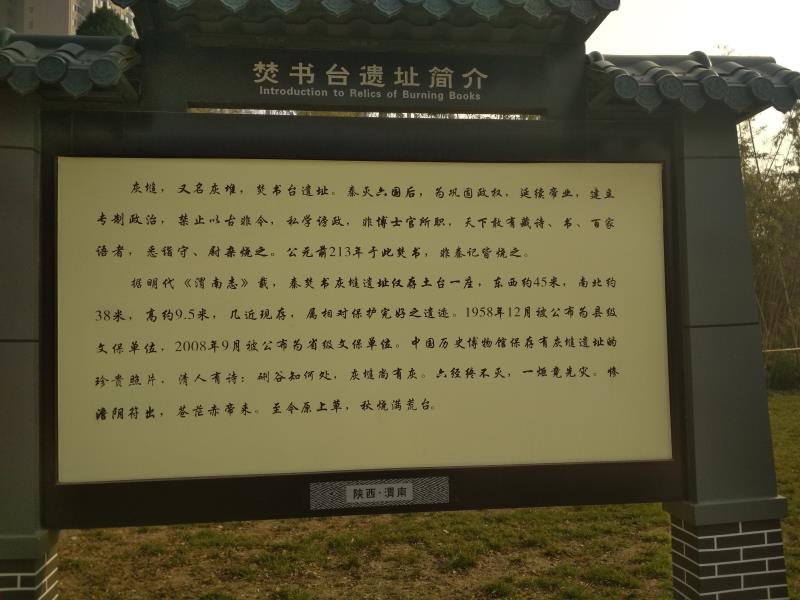 焚书台遗址简介
Introduction to Relics of Burning Books
灰堆，又名灰堆，焚书台遗址。秦灭六国后，为巩固政权，延续帝业，建立
专制政治，禁止以古非今，私学谤政，非博士官所职，天下敢有藏诗、书、百家
语者，悉诣守、尉杂烧之。公元前213年于此焚书，非秦记皆烧之。
据明代《渭南志》载，秦焚书灰堆遗址仅存土台一座，东西约45米，南北约
38米，高约9.5米，几近现存，属相对保护完好之遗迹。1958年12月被公布为县级
文保单位，2008年9月被公布为省级文保单位。中国历史博物馆保存有灰堆遗址的
珍贵照片，清人有诗：硎谷知何处，灰堆尚有灰。六经终不灭，一炬竟先灾。惨
澹阴符出，苍茫赤帝来。至今原上草，秋烧满荒台。
陕西·渭南